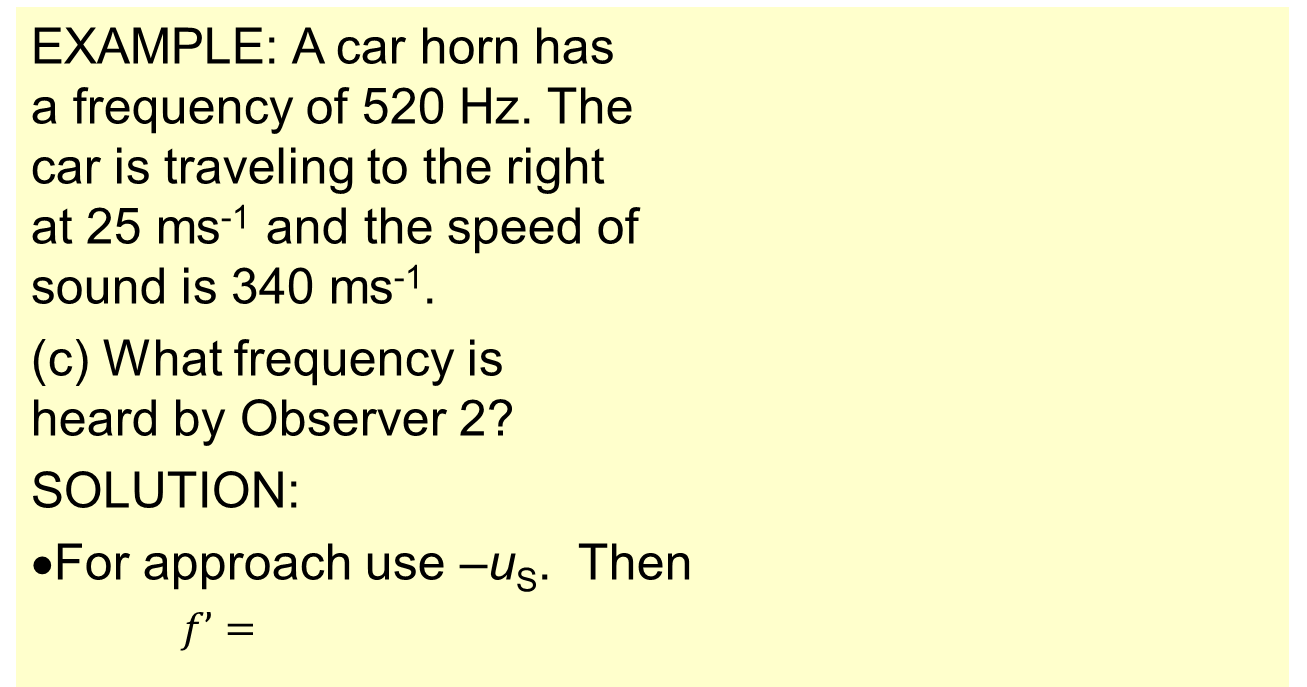 EXAMPLE: A car horn has
a frequency of 520 Hz. The
car is traveling to the right
at 25 ms⁻¹ and the speed of
sound is 340 ms⁻¹.
(c) What frequency is
heard by Observer 2?
SOLUTION:
•For approach use –uₛ. Then
f’ =